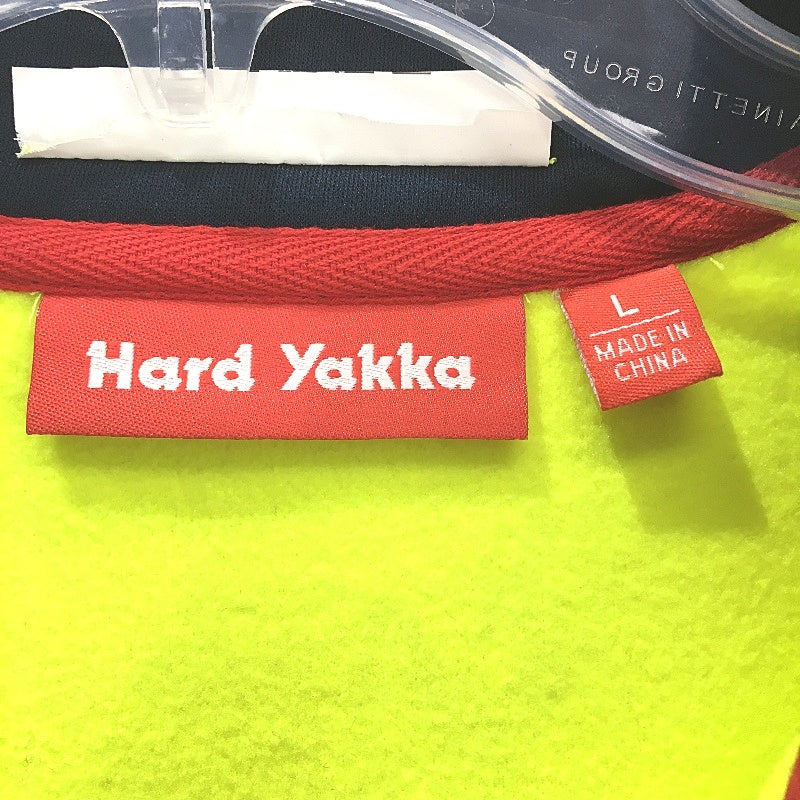 AINETTI GROUP
Hard Yakka
L
MADE IN
CHINA